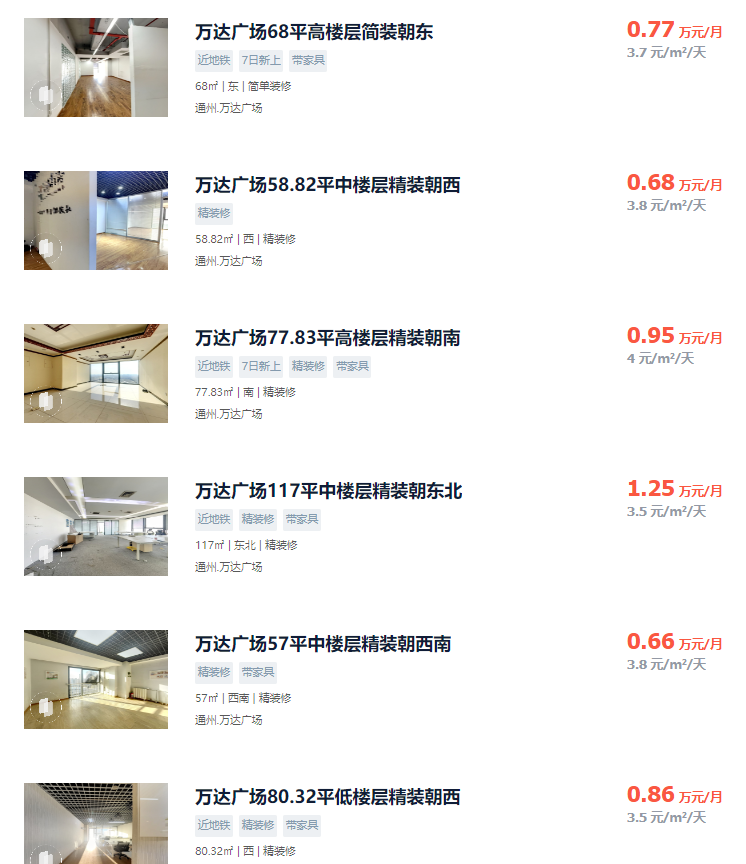 万达广场68平高楼层简装朝东
0.77 万元/月
近地铁 7日新上 带家具
3.7 元/m²/天
68㎡ | 东 | 简单装修
通州.万达广场
万达广场58.82平中楼层精装朝西
0.68 万元/月
精装修
3.8 元/m²/天
58.82㎡ | 西 | 精装修
通州.万达广场
万达广场77.83平高楼层精装朝南
0.95 万元/月
近地铁 7日新上 精装修 带家具
4 元/m²/天
77.83㎡ | 南 | 精装修
通州.万达广场
万达广场117平中楼层精装朝东北
1.25 万元/月
近地铁 精装修 带家具
3.5 元/m²/天
117㎡ | 东北 | 精装修
通州.万达广场
万达广场57平中楼层精装朝西南
0.66 万元/月
精装修 带家具
3.8 元/m²/天
57㎡ | 西南 | 精装修
通州.万达广场
万达广场80.32平低楼层精装朝西
0.86 万元/月
近地铁 精装修 带家具
3.5 元/m²/天
80.32㎡ | 西 | 精装修